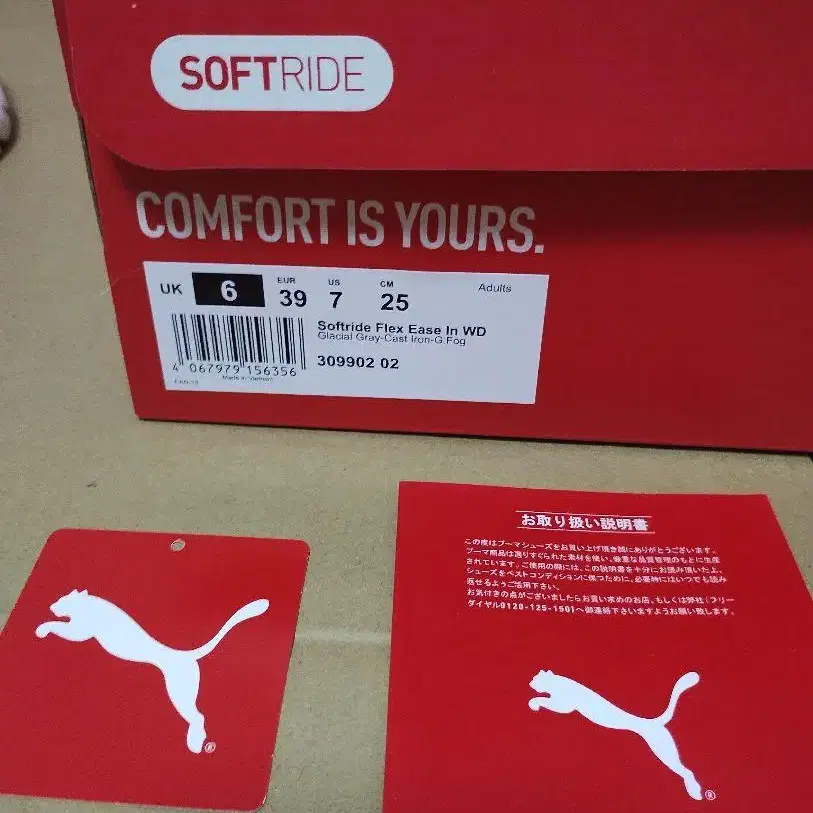 SOFTRIDE
COMFORT IS YOURS.
UK 6 EUR 39 US 7 CM 25 Adults
Softride Flex Ease In WD
Glacial Gray-Cast Iron-G.Fog
309902 02
4 067979 156356
Made in Vietnam
お取り扱い説明書
この度はプーマシューズをお買い上げ頂き誠にありがとうございます。
プーマ商品は選りすぐられた素材を使い、厳重な品質管理のもとに生産
されています。ご使用の際には、この説明書を十分にお読み頂いた上、
シューズをベストコンディションに保つために、必要時にはいつでも読み
返せるようご活用下さい。
お気付きの点がございましたらお買い求めのお店、もしくは弊社(フリー
ダイヤル0120-125-150)へ御連絡下さいますようお願い致します。
®
®